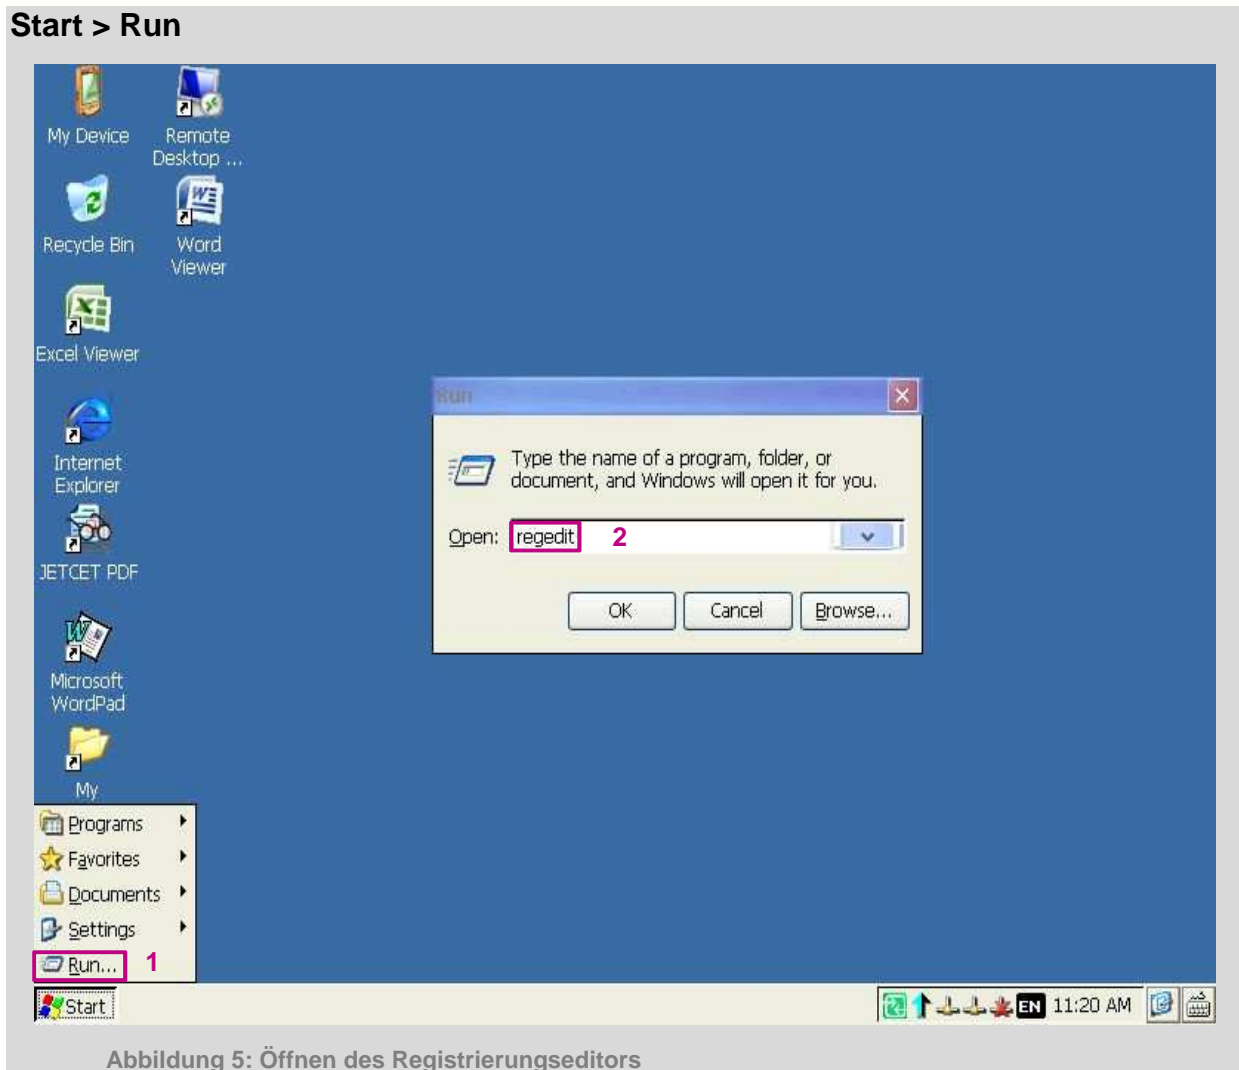 Start > Run
My Device
Remote
Desktop ...
Recycle Bin
Word
Viewer
Excel Viewer
Internet
Explorer
JETCET PDF
Microsoft
WordPad
My
Run
Type the name of a program, folder, or
document, and Windows will open it for you.
Open: regedit 2
OK Cancel Browse...
Programs
Favorites
Documents
Settings
Run... 1
Start
EN 11:20 AM
Abbildung 5: Öffnen des Registrierungseditors